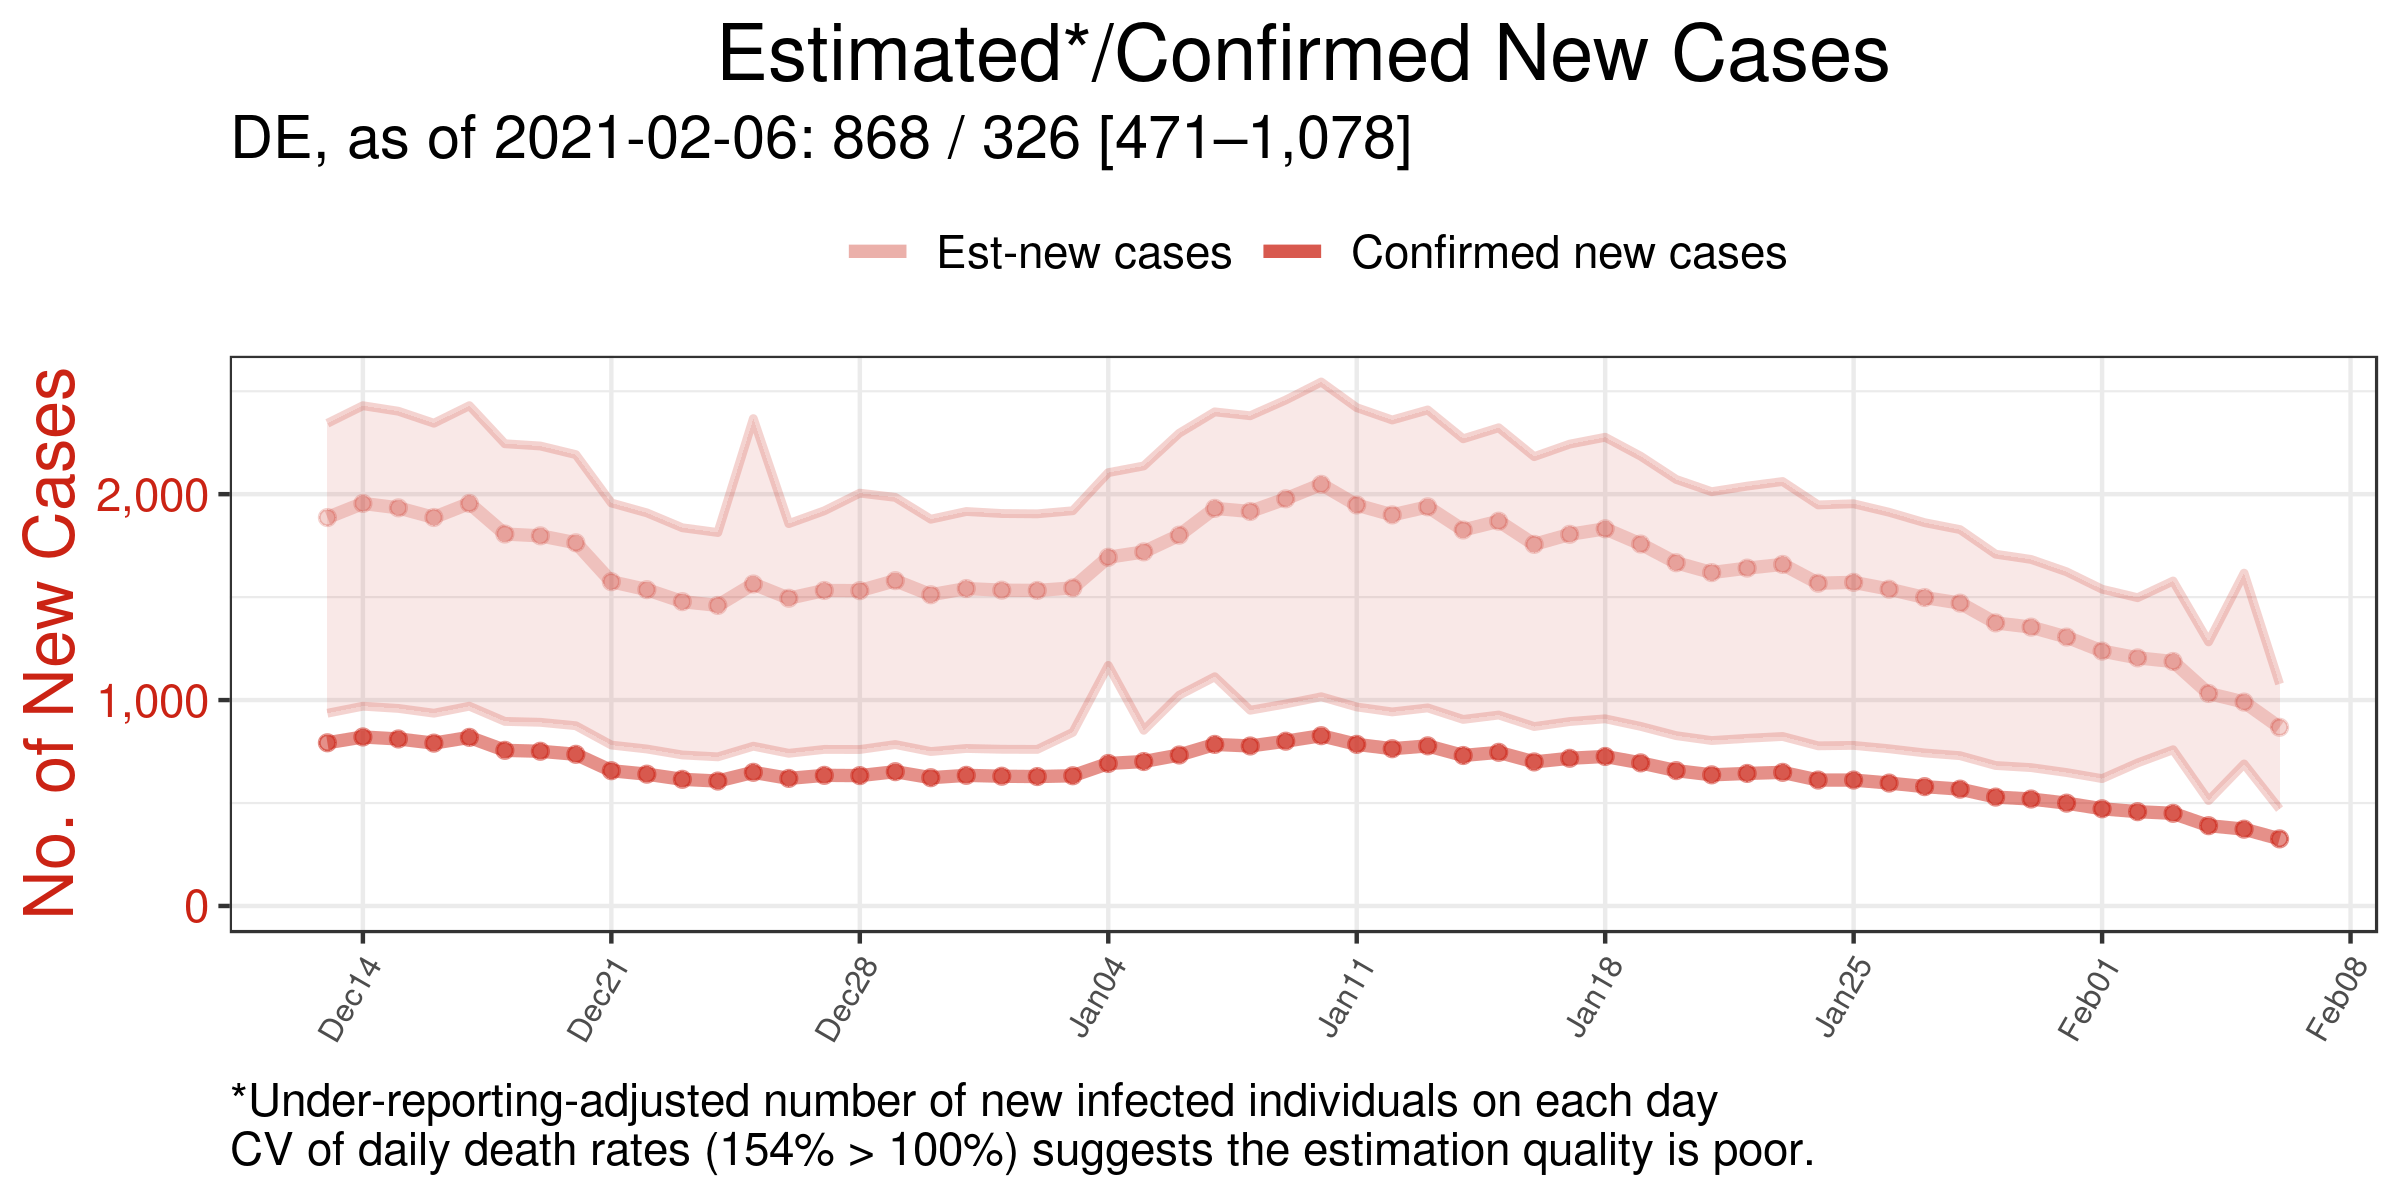 Estimated*/Confirmed New Cases
DE, as of 2021-02-06: 868 / 326 [471–1,078]
Est-new cases
Confirmed new cases
No. of New Cases
2,000
1,000
0
Dec14
Dec21
Dec28
Jan04
Jan11
Jan18
Jan25
Feb01
Feb08
*Under-reporting-adjusted number of new infected individuals on each day
CV of daily death rates (154% > 100%) suggests the estimation quality is poor.